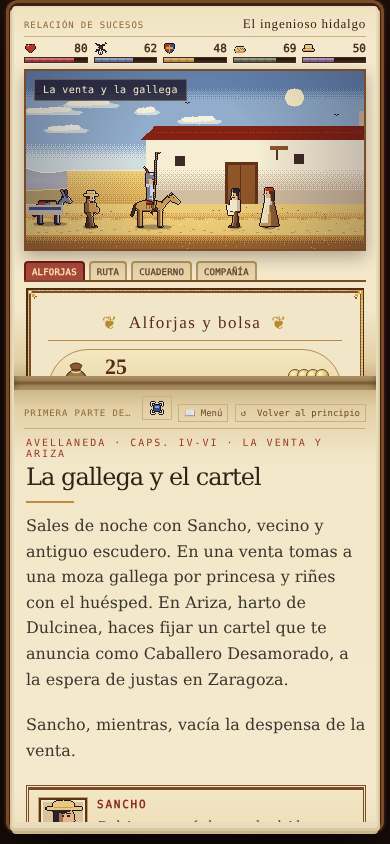 RELACIÓN DE SUCESOS
El ingenioso hidalgo
80
62
48
69
50
La venta y la gallega
ALFORJAS
RUTA
CUADERNO
COMPAÑÍA
Alforjas y bolsa
25
PRIMERA PARTE DE…
Menú
↺ Volver al principio
AVELLANEDA · CAPS. IV-VI · LA VENTA Y
ARIZA
La gallega y el cartel
Sales de noche con Sancho, vecino y
antiguo escudero. En una venta tomas a
una moza gallega por princesa y riñes
con el huésped. En Ariza, harto de
Dulcinea, haces fijar un cartel que te
anuncia como Caballero Desamorado, a
la espera de justas en Zaragoza.
Sancho, mientras, vacía la despensa de la
venta.
SANCHO